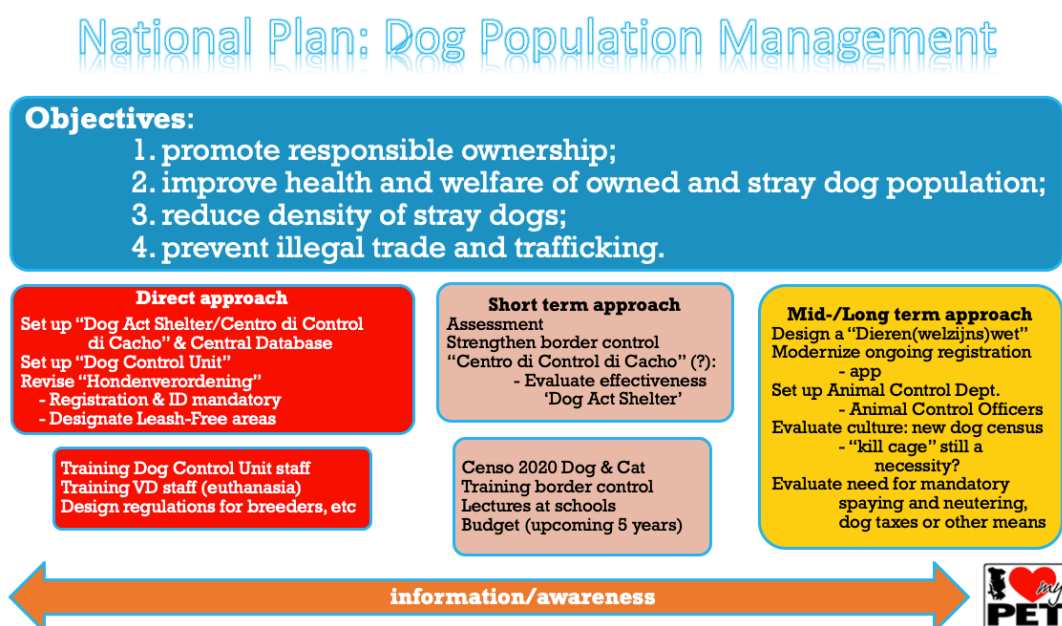 National Plan: Dog Population Management
Objectives:
1. promote responsible ownership;
2. improve health and welfare of owned and stray dog population;
3. reduce density of stray dogs;
4. prevent illegal trade and trafficking.
Direct approach
Set up “Dog Act Shelter/Centro di Control
di Cacho” & Central Database
Set up “Dog Control Unit”
Revise “Hondenverordening”
- Registration & ID mandatory
- Designate Leash-Free areas
Training Dog Control Unit staff
Training VD staff (euthanasia)
Design regulations for breeders, etc
Short term approach
Assessment
Strengthen border control
“Centro di Control di Cacho” (?):
- Evaluate effectiveness
‘Dog Act Shelter’
Censo 2020 Dog & Cat
Training border control
Lectures at schools
Budget (upcoming 5 years)
Mid-/Long term approach
Design a “Dieren(welzijns)wet”
Modernize ongoing registration
- app
Set up Animal Control Dept.
- Animal Control Officers
Evaluate culture: new dog census
- “kill cage” still a
necessity?
Evaluate need for mandatory
spaying and neutering,
dog taxes or other means
information/awareness
I my
PET